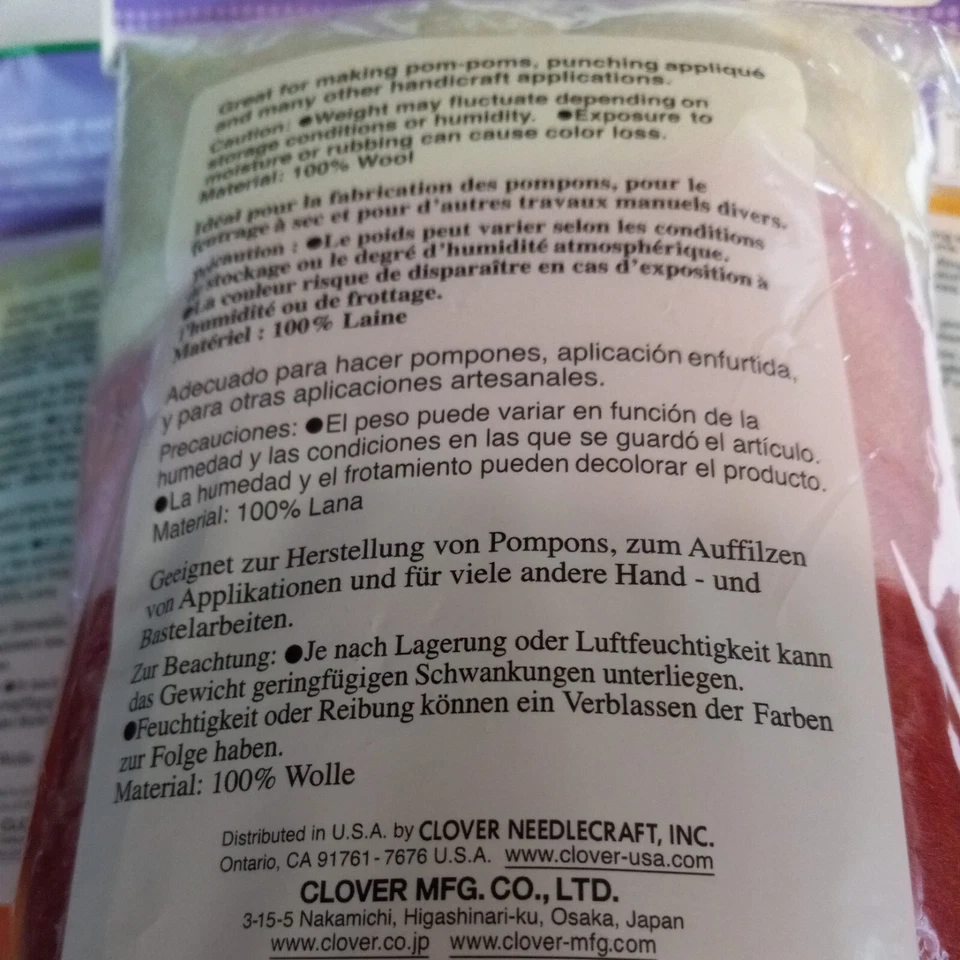 Great for making pom-poms, punching appliqué
and many other handicraft applications.
Caution: ●Weight may fluctuate depending on
storage conditions or humidity. ●Exposure to
moisture or rubbing can cause color loss.
Material: 100% Wool
Idéal pour la fabrication des pompons, pour le
feutrage à sec et pour d'autres travaux manuels divers.
Précaution : ●Le poids peut varier selon les conditions
de stockage ou le degré d'humidité atmosphérique.
●La couleur risque de disparaître en cas d'exposition à
l'humidité ou de frottage.
Matériel : 100% Laine
Adecuado para hacer pompones, aplicación enfurtida,
y para otras aplicaciones artesanales.
Precauciones: ●El peso puede variar en función de la
humedad y las condiciones en las que se guardó el artículo.
●La humedad y el frotamiento pueden decolorar el producto.
Material: 100% Lana
Geeignet zur Herstellung von Pompons, zum Auffilzen
von Applikationen und für viele andere Hand - und
Bastelarbeiten.
Zur Beachtung: ●Je nach Lagerung oder Luftfeuchtigkeit kann
das Gewicht geringfügigen Schwankungen unterliegen.
●Feuchtigkeit oder Reibung können ein Verblassen der Farben
zur Folge haben.
Material: 100% Wolle
Distributed in U.S.A. by CLOVER NEEDLECRAFT, INC.
Ontario, CA 91761-7676 U.S.A. www.clover-usa.com
CLOVER MFG. CO., LTD.
3-15-5 Nakamichi, Higashinari-ku, Osaka, Japan
www.clover.co.jp www.clover-mfg.com